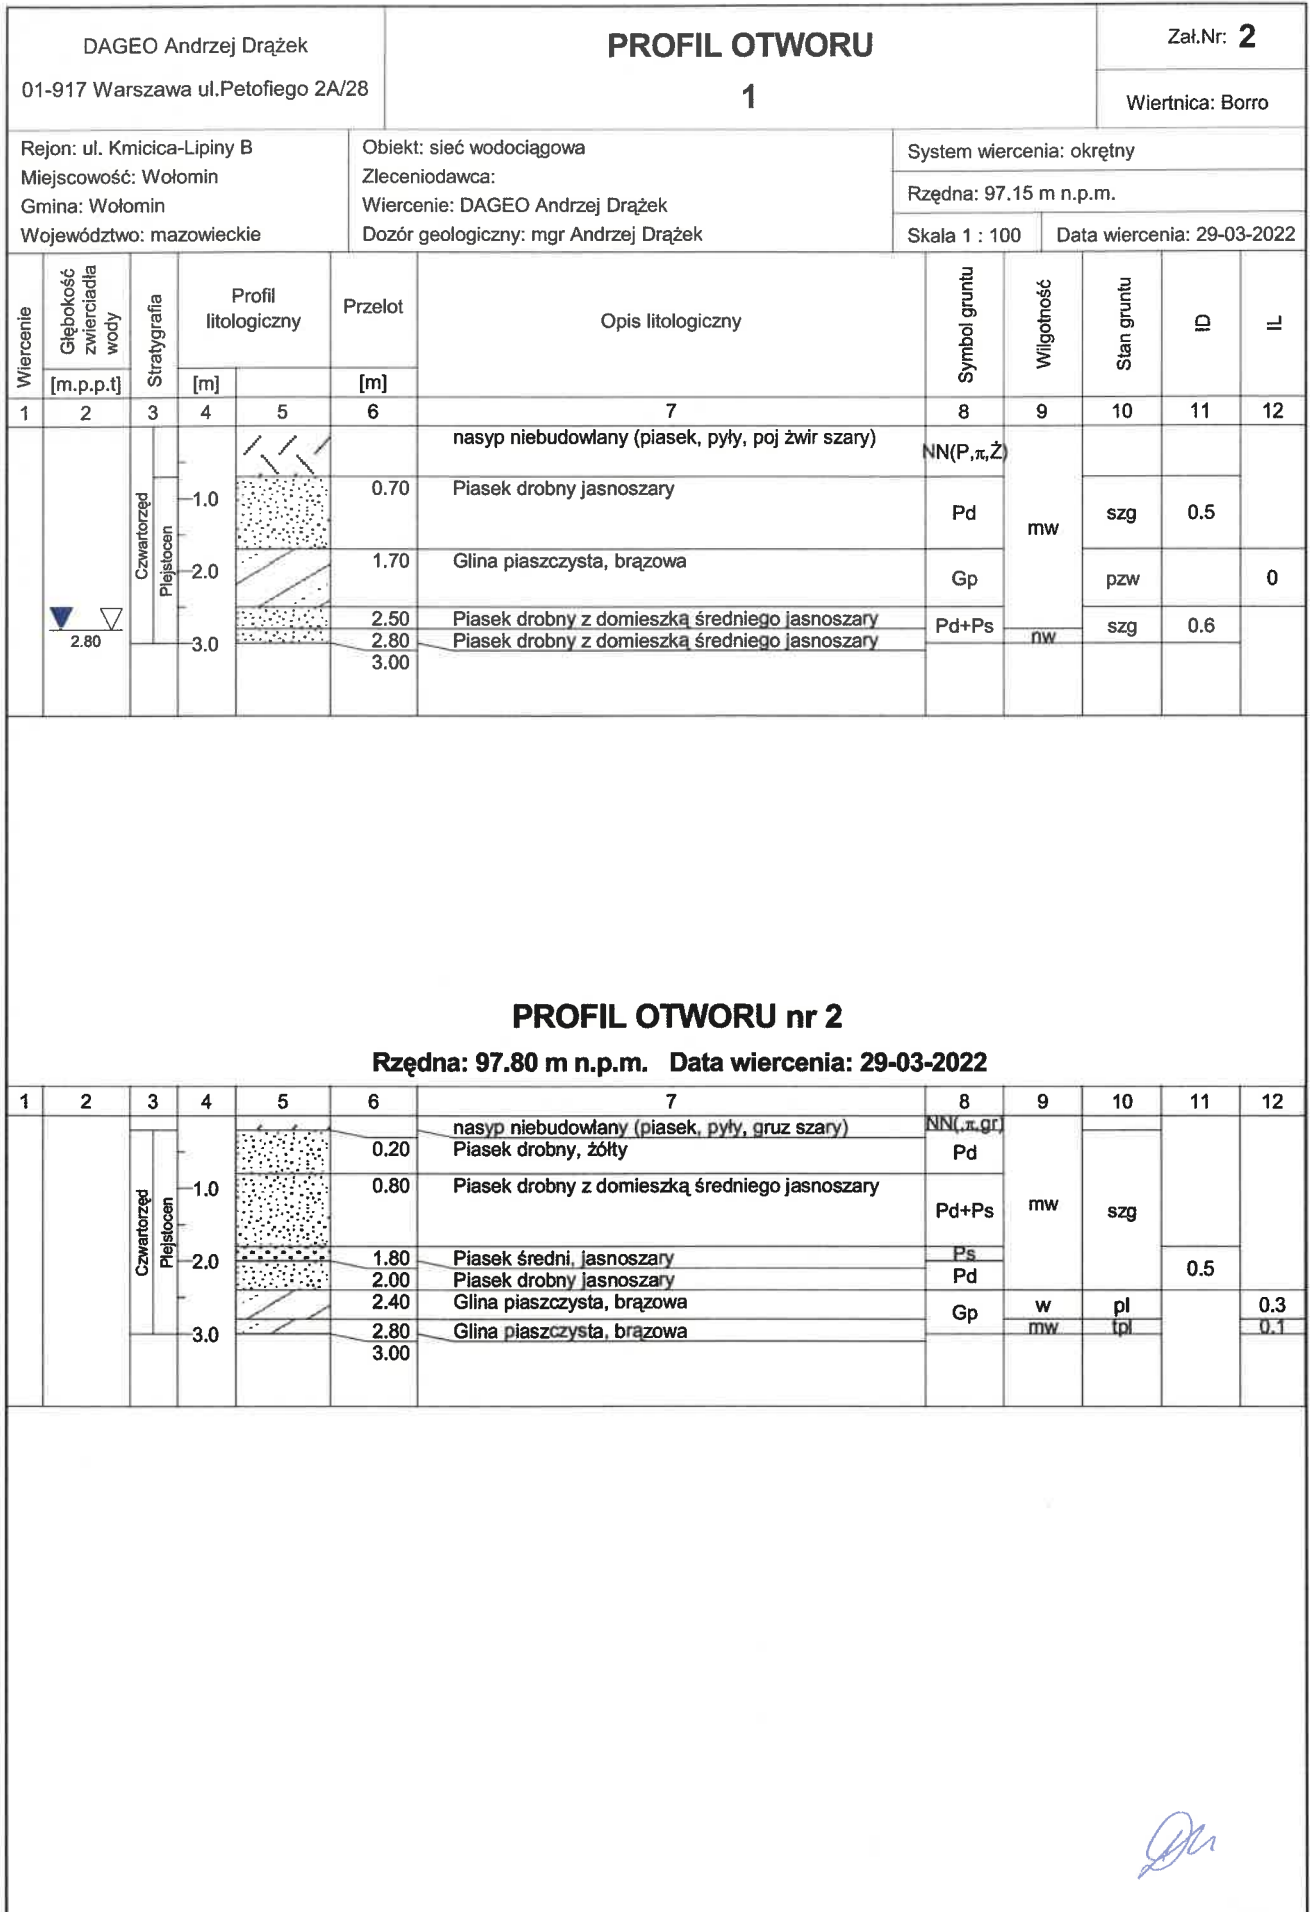 DAGEO Andrzej Drążek
01-917 Warszawa ul.Petofiego 2A/28
PROFIL OTWORU
1
Zał.Nr: 2
Wiertnica: Borro
Rejon: ul. Kmicica-Lipiny B
Miejscowość: Wołomin
Gmina: Wołomin
Województwo: mazowieckie
Obiekt: sieć wodociągowa
Zleceniodawca:
Wiercenie: DAGEO Andrzej Drążek
Dozór geologiczny: mgr Andrzej Drążek
System wiercenia: okrętny
Rzędna: 97.15 m n.p.m.
Skala 1 : 100 Data wiercenia: 29-03-2022
Wiercenie
Głębokość
zwierciadła
wody
[m.p.p.t]
Stratygrafia
Profil
litologiczny
[m]
Przelot
[m]
Opis litologiczny
Symbol gruntu
Wilgotność
Stan gruntu
ID
IL
1 2 3 4 5 6 7 8 9 10 11 12
nasyp niebudowlany (piasek, pyły, poj żwir szary)
NN(P,π,Ż)
Czwartorzęd
Plejstocen
1.0
2.0
3.0
0.70 Piasek drobny jasnoszary
Pd mw szg 0.5
1.70 Glina piaszczysta, brązowa
Gp pzw 0
2.50 Piasek drobny z domieszką średniego jasnoszary
Pd+Ps szg 0.6
2.80
2.80 Piasek drobny z domieszką średniego jasnoszary
nw
3.00
PROFIL OTWORU nr 2
Rzędna: 97.80 m n.p.m. Data wiercenia: 29-03-2022
1 2 3 4 5 6 7 8 9 10 11 12
nasyp niebudowlany (piasek, pyły, gruz szary) NN(,π,gr)
Czwartorzęd
Plejstocen
1.0
2.0
3.0
0.20 Piasek drobny, żółty Pd
0.80 Piasek drobny z domieszką średniego jasnoszary
Pd+Ps mw szg
1.80 Piasek średni, jasnoszary Ps
2.00 Piasek drobny jasnoszary Pd 0.5
2.40 Glina piaszczysta, brązowa Gp w pl 0.3
2.80 Glina piaszczysta, brązowa mw tpl 0.1
3.00